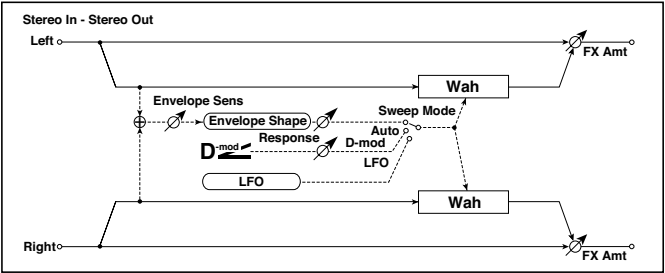 Stereo In - Stereo Out
Left
FX Amt
Wah
Envelope Sens
Sweep Mode
Envelope Shape
Auto
D-mod
Response
D-mod
LFO
LFO
Wah
Right
FX Amt